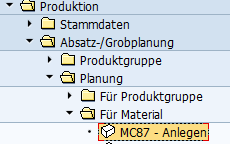 Produktion
Stammdaten
Absatz-/Grobplanung
Produktgruppe
Planung
Für Produktgruppe
Für Material
MC87 - Anlegen